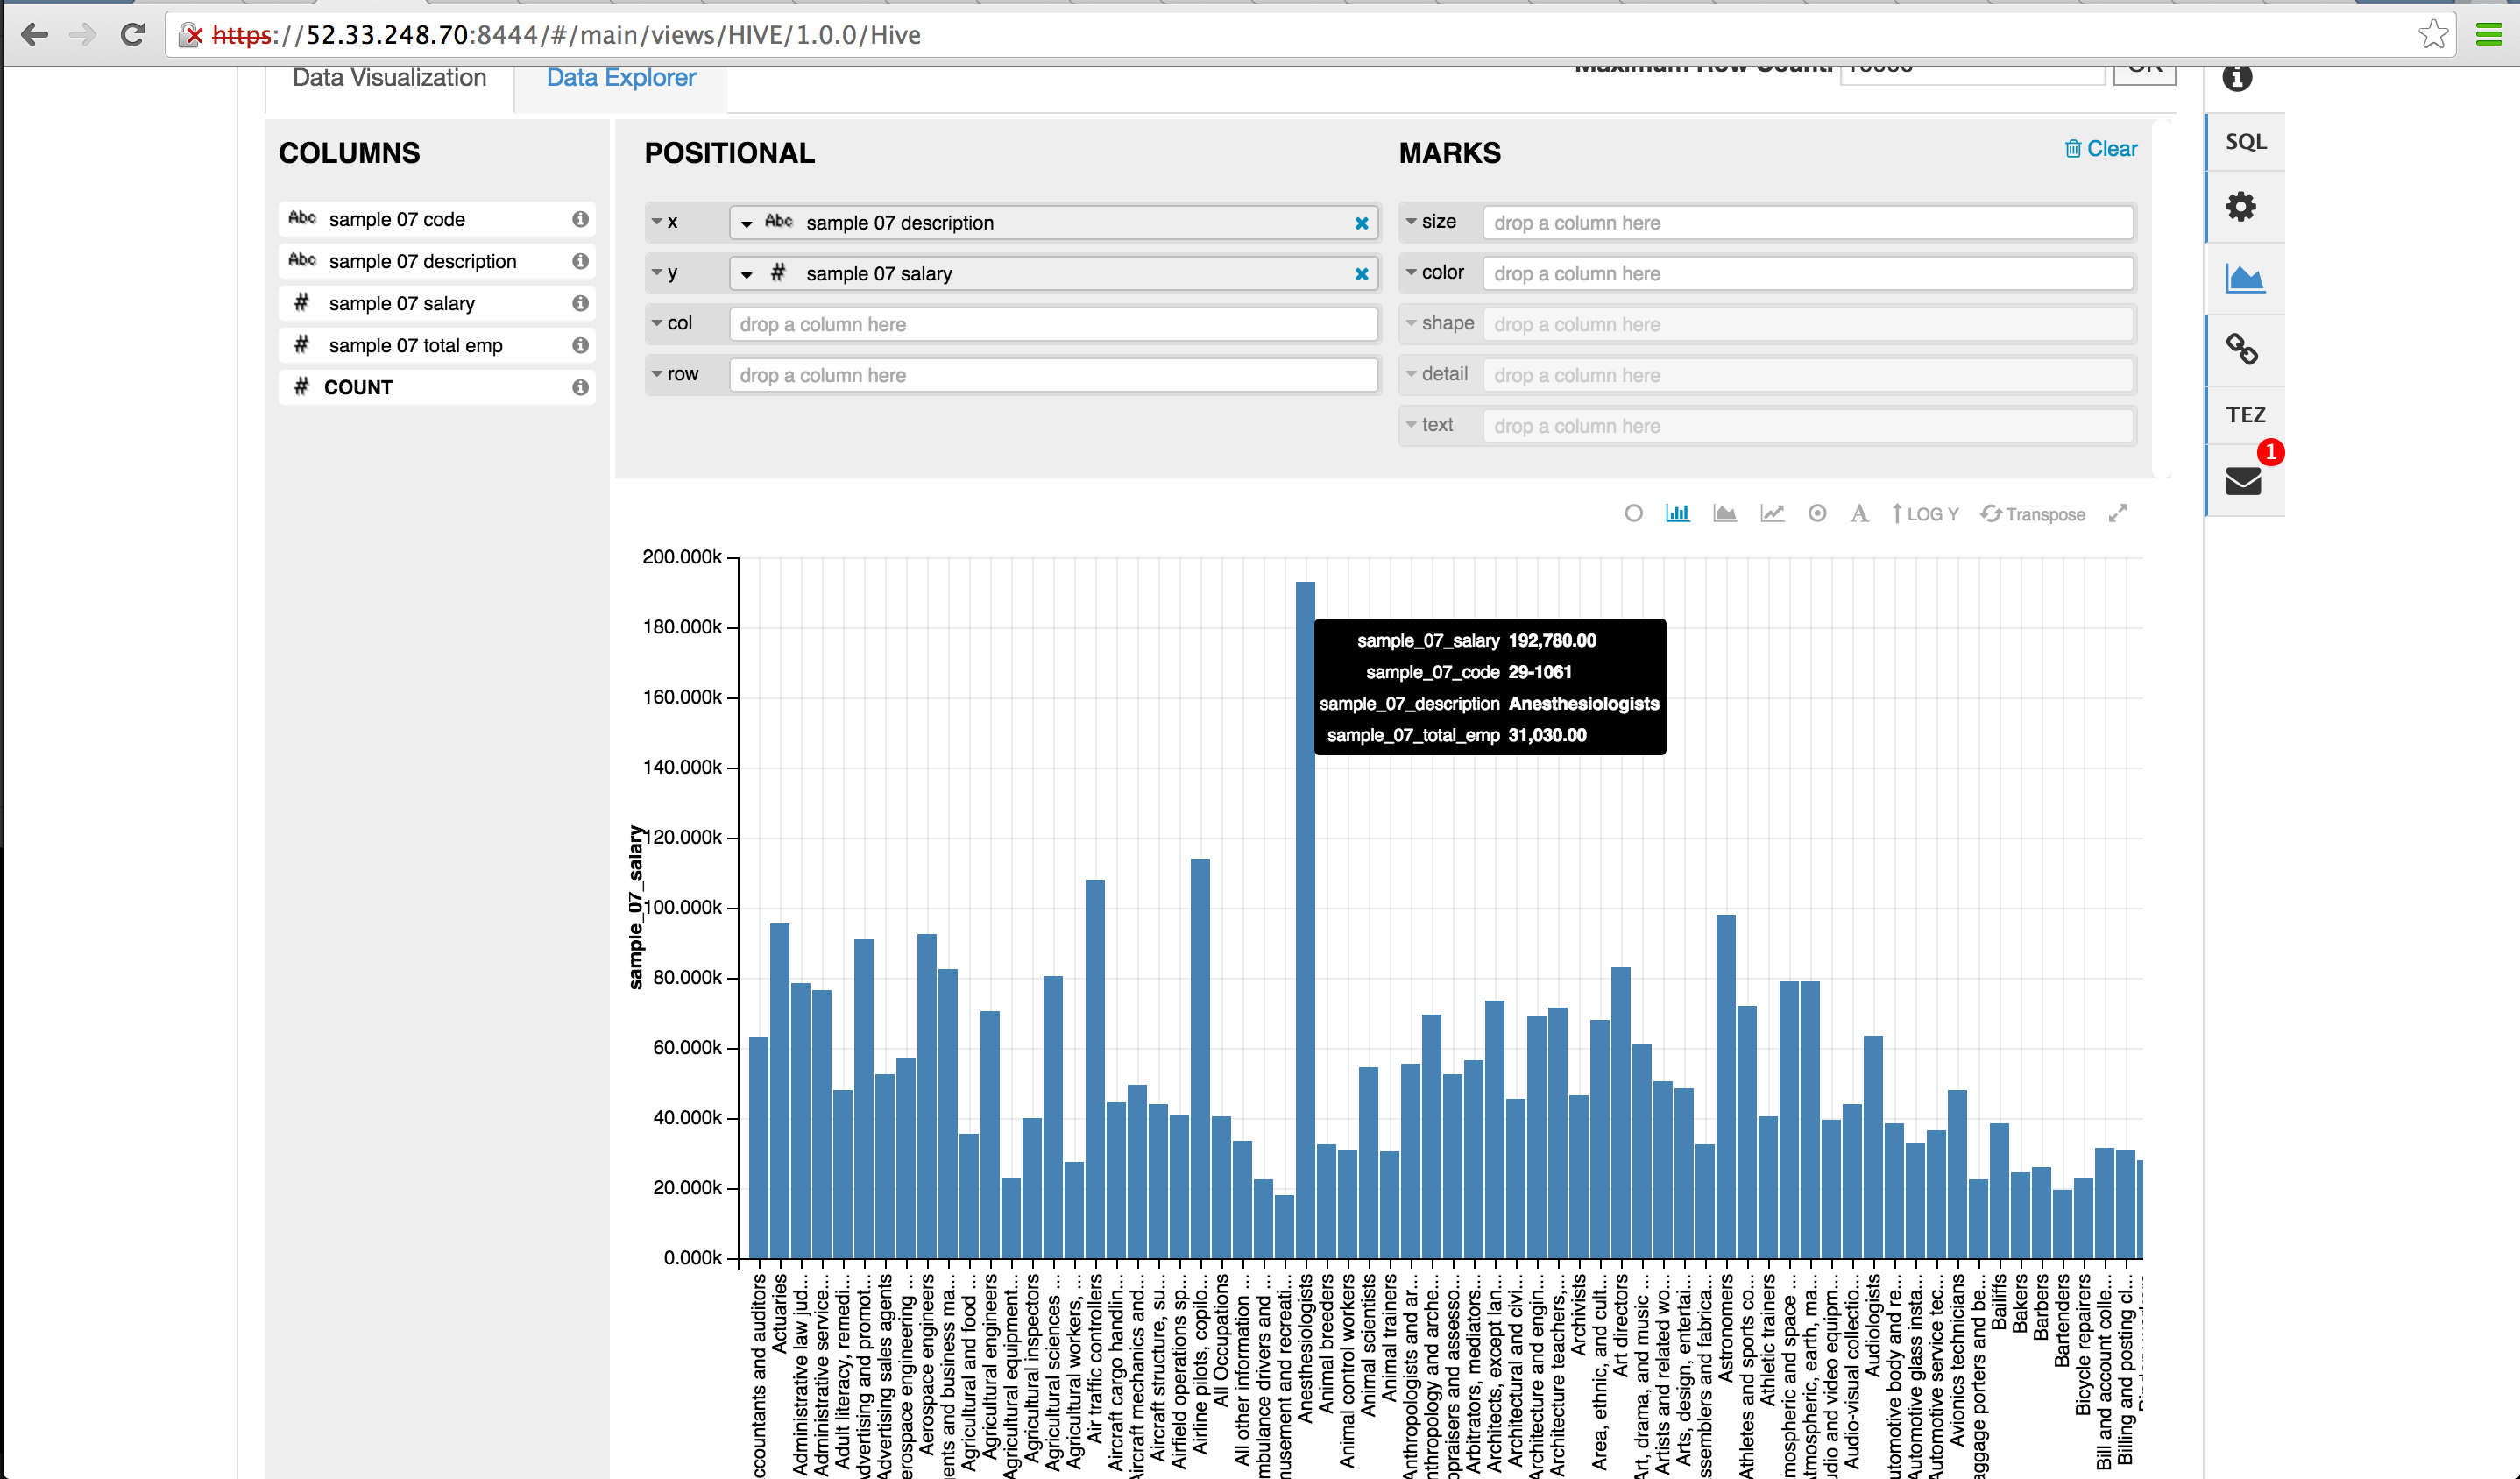 https://52.33.248.70:8444/#/main/views/HIVE/1.0.0/Hive
Data Visualization
Data Explorer
Maximum Row Count: 10000 OK
COLUMNS
Abc sample 07 code
Abc sample 07 description
# sample 07 salary
# sample 07 total emp
# COUNT
POSITIONAL
x Abc sample 07 description
y # sample 07 salary
col drop a column here
row drop a column here
MARKS
Clear
size drop a column here
color drop a column here
shape drop a column here
detail drop a column here
text drop a column here
SQL
TEZ
1
A LOG Y Transpose
200.000k
180.000k
160.000k
140.000k
120.000k
100.000k
80.000k
60.000k
40.000k
20.000k
0.000k
sample_07_salary
sample_07_salary 192,780.00
sample_07_code 29-1061
sample_07_description Anesthesiologists
sample_07_total_emp 31,030.00
ccountants and auditors
Actuaries
Administrative law jud...
Administrative service...
Adult literacy, remedi...
dvertising and promot...
Advertising sales agents
erospace engineering ...
Aerospace engineers
ents and business ma...
Agricultural and food ...
Agricultural engineers
Agricultural equipment...
Agricultural inspectors
Agricultural sciences ...
Agricultural workers, ...
Air traffic controllers
Aircraft cargo handlin...
ircraft mechanics and...
Aircraft structure, su...
Airfield operations sp...
Airline pilots, copilo...
All Occupations
All other information ...
mbulance drivers and ...
usement and recreati...
Anesthesiologists
Animal breeders
Animal control workers
Animal scientists
Animal trainers
Anthropologists and ar...
nthropology and arche...
ppraisers and assesso...
Arbitrators, mediators...
Architects, except lan...
Architectural and civi...
Architecture and engin...
Architecture teachers,...
Archivists
Area, ethnic, and cult...
Art directors
Art, drama, and music ...
Artists and related wo...
Arts, design, entertai...
ssemblers and fabrica...
Astronomers
Athletes and sports co...
Athletic trainers
mospheric and space ...
tmospheric, earth, ma...
udio and video equipm...
Audio-visual collectio...
Audiologists
utomotive body and re...
Automotive glass insta...
Automotive service tec...
Avionics technicians
aggage porters and be...
Bailiffs
Bakers
Barbers
Bartenders
Bicycle repairers
Bill and account colle...
Billing and posting cl...